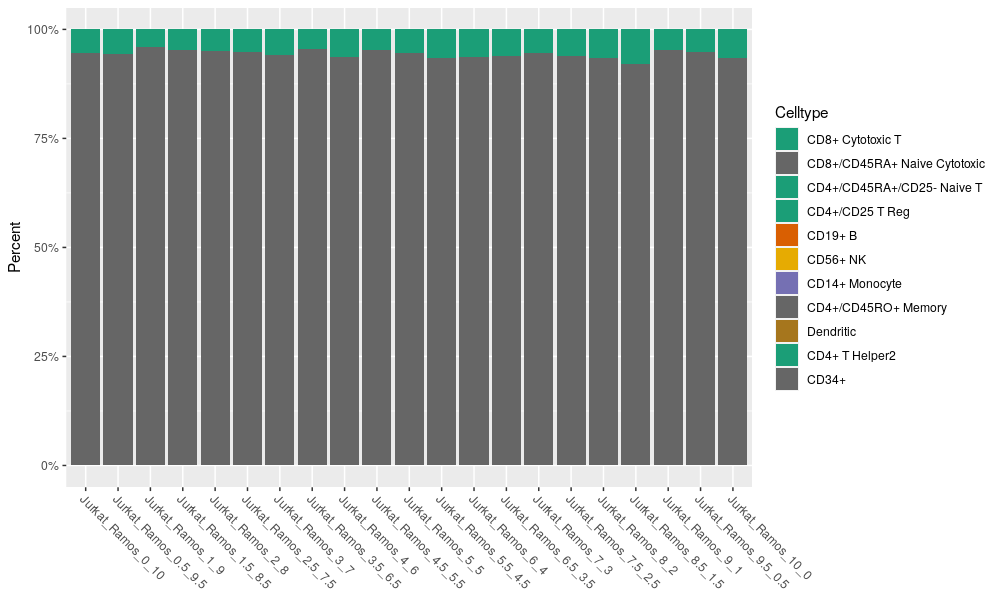 100%
75%
50%
25%
0%
Percent
Jurkat_Ramos_0_10
Jurkat_Ramos_0.5_9.5
Jurkat_Ramos_1_9
Jurkat_Ramos_1.5_8.5
Jurkat_Ramos_2_8
Jurkat_Ramos_2.5_7.5
Jurkat_Ramos_3_7
Jurkat_Ramos_3.5_6.5
Jurkat_Ramos_4_6
Jurkat_Ramos_4.5_5.5
Jurkat_Ramos_5_5
Jurkat_Ramos_5.5_4.5
Jurkat_Ramos_6_4
Jurkat_Ramos_6.5_3.5
Jurkat_Ramos_7_3
Jurkat_Ramos_7.5_2.5
Jurkat_Ramos_8_2
Jurkat_Ramos_8.5_1.5
Jurkat_Ramos_9_1
Jurkat_Ramos_9.5_0.5
Jurkat_Ramos_10_0
Celltype
CD8+ Cytotoxic T
CD8+/CD45RA+ Naive Cytotoxic
CD4+/CD45RA+/CD25- Naive T
CD4+/CD25 T Reg
CD19+ B
CD56+ NK
CD14+ Monocyte
CD4+/CD45RO+ Memory
Dendritic
CD4+ T Helper2
CD34+